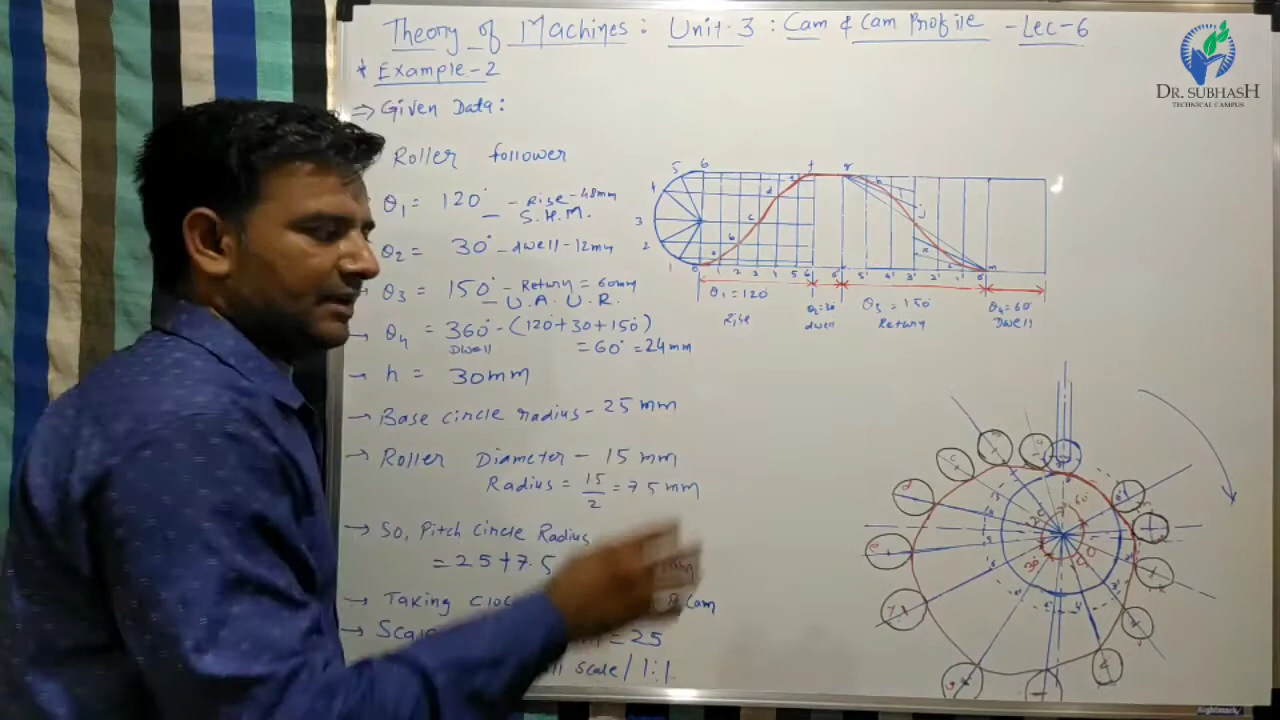 Theory of Machines : Unit-3 : Cam & Cam Profile - Lec-6
* Example-2
⇒ Given Data:
Roller follower
θ1 = 120° - Rise - 48mm
S.H.M.
θ2 = 30° - dwell - 12mm
θ3 = 150° - Return = 60mm
U.A.U.R.
→ θ4 = 360° - (120° + 30 + 150°)
Dwell = 60° = 24mm
→ h = 30mm
→ Base circle radius - 25 mm
→ Roller Diameter - 15 mm
Radius = 15/2 = 7.5 mm
→ So, Pitch Circle Radius
= 25 + 7.5
→ Taking Cam
→ = 25
scale / 1:1
θ1 = 120°
Rise
θ2 = 30°
dwell
θ3 = 150°
Return
θ4 = 60°
Dwell
DR. SUBHASH
TECHNICAL CAMPUS